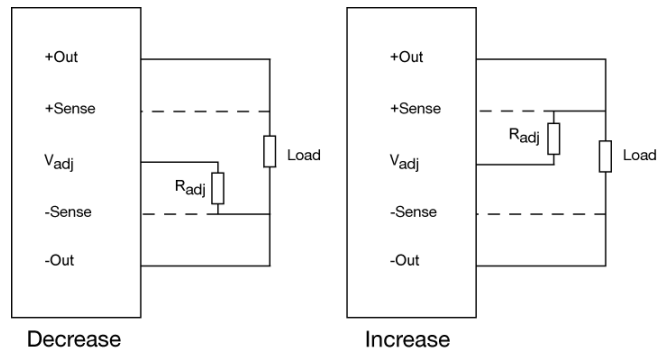 +Out
+Sense
Vadj
Radj
Load
-Sense
-Out
Decrease
+Out
+Sense
Radj
Vadj
Load
-Sense
-Out
Increase